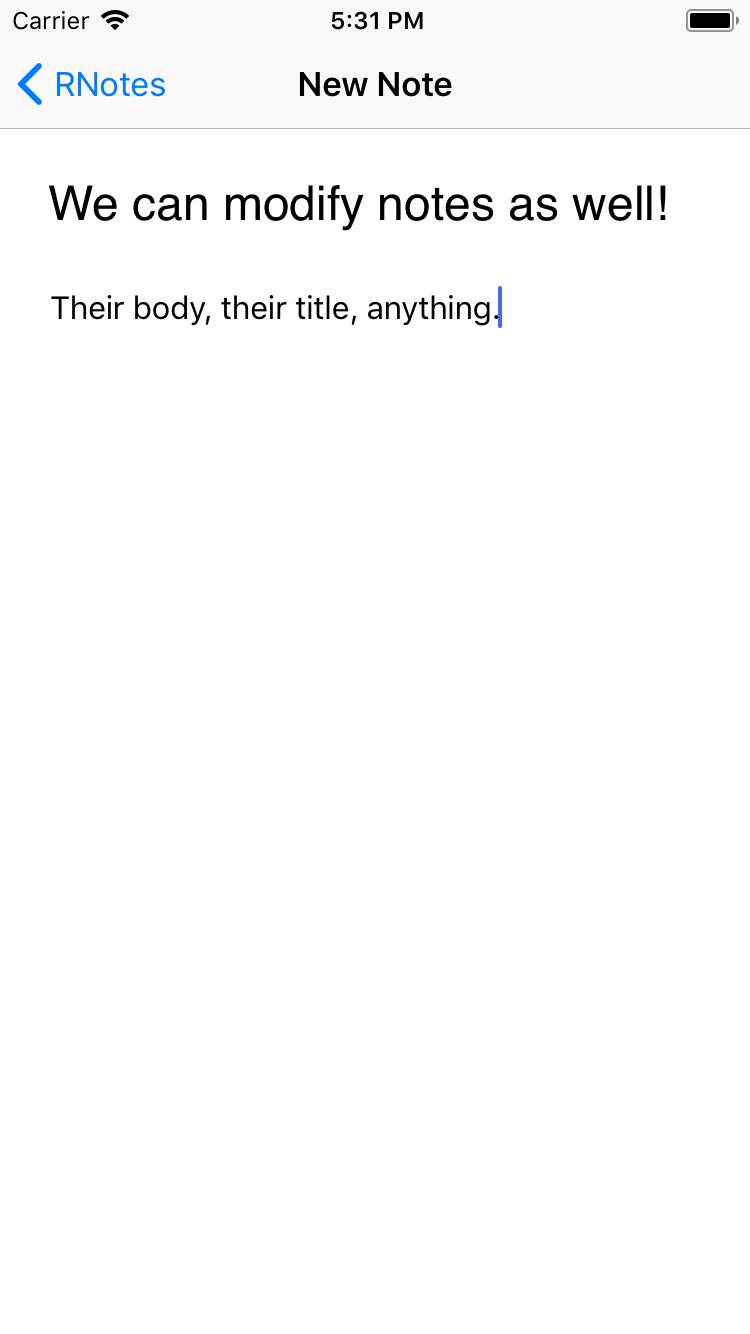 Carrier 5:31 PM
RNotes New Note
We can modify notes as well!
Their body, their title, anything.